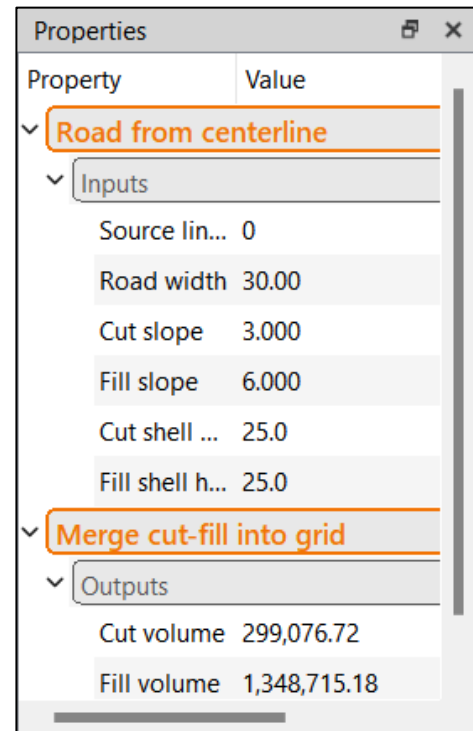 Properties
Property Value
Road from centerline
Inputs
Source lin... 0
Road width 30.00
Cut slope 3.000
Fill slope 6.000
Cut shell ... 25.0
Fill shell h... 25.0
Merge cut-fill into grid
Outputs
Cut volume 299,076.72
Fill volume 1,348,715.18